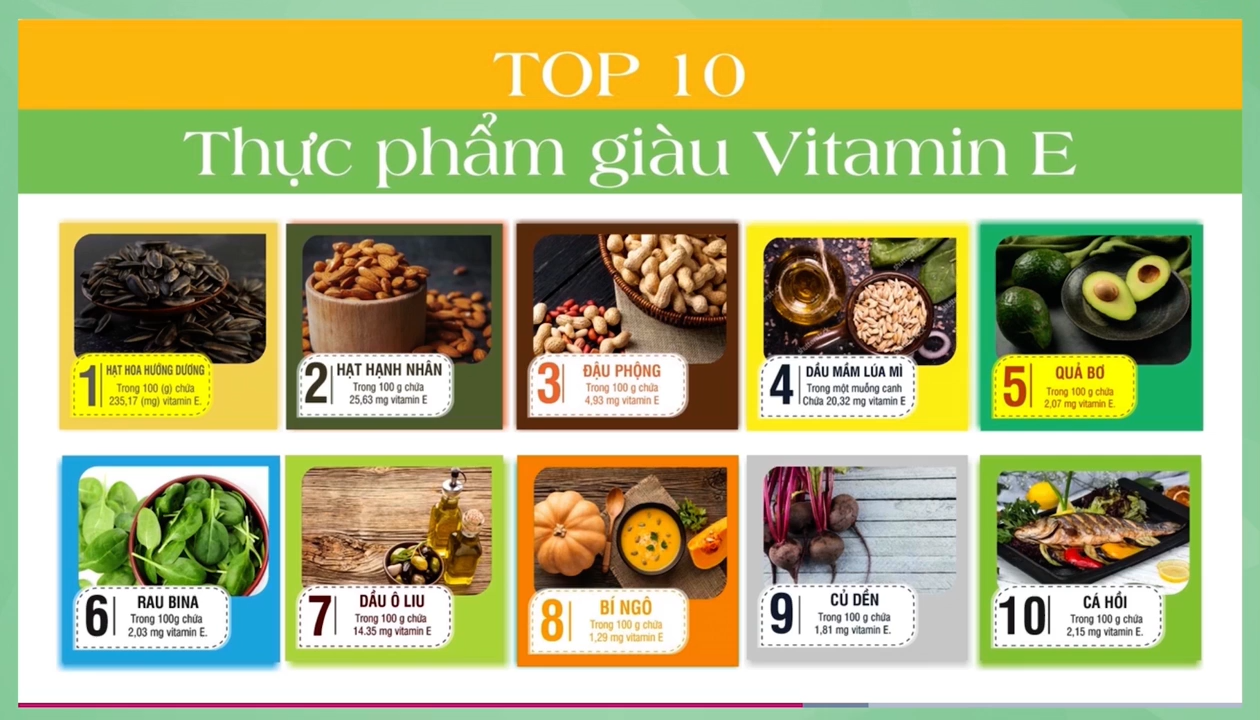 TOP 10
Thực phẩm giàu Vitamin E
1
HẠT HOA HƯỚNG DƯƠNG
Trong 100 (g) chứa
235,17 (mg) vitamin E.
2
HẠT HẠNH NHÂN
Trong 100 g chứa
25,63 mg vitamin E
3
ĐẬU PHỘNG
Trong 100 g chứa
4,93 mg vitamin E
4
DẦU MẦM LÚA MÌ
Trong một muỗng canh
Chứa 20,32 mg vitamin E
5
QUẢ BƠ
Trong 100 g chứa
2,07 mg vitamin E.
6
RAU BINA
Trong 100g chứa
2,03 mg vitamin E.
7
DẦU Ô LIU
Trong 100 g chứa
14.35 mg vitamin E
8
BÍ NGÔ
Trong 100 g chứa
1,29 mg vitamin E
9
CỦ DỀN
Trong 100 g chứa
1,81 mg vitamin E.
10
CÁ HỒI
Trong 100 g chứa
2,15 mg vitamin E.